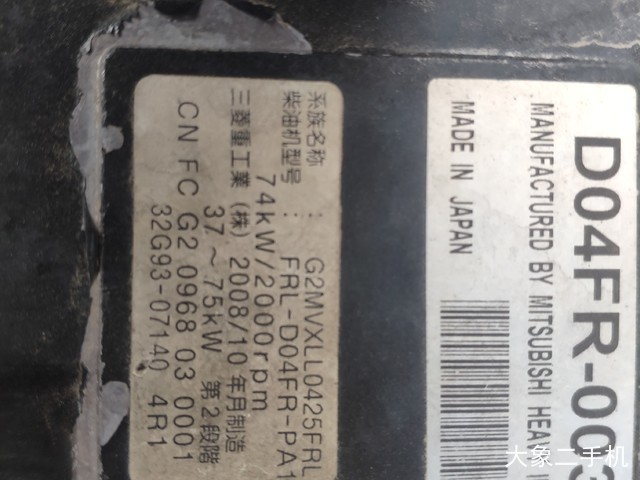 系族名称 : G2MVXLL0425FRL
柴油机型号 : FRL-D04FR-PA1
74kW/2000rpm
三菱重工業 (株) 2008/10 年月制造
37～75kW 第2段階
CN FC G2 0968 03 0001
32G93-07140 4R1
D04FR-003
MANUFACTURED BY MITSUBISHI HEAVY
MADE IN JAPAN
大象二手机